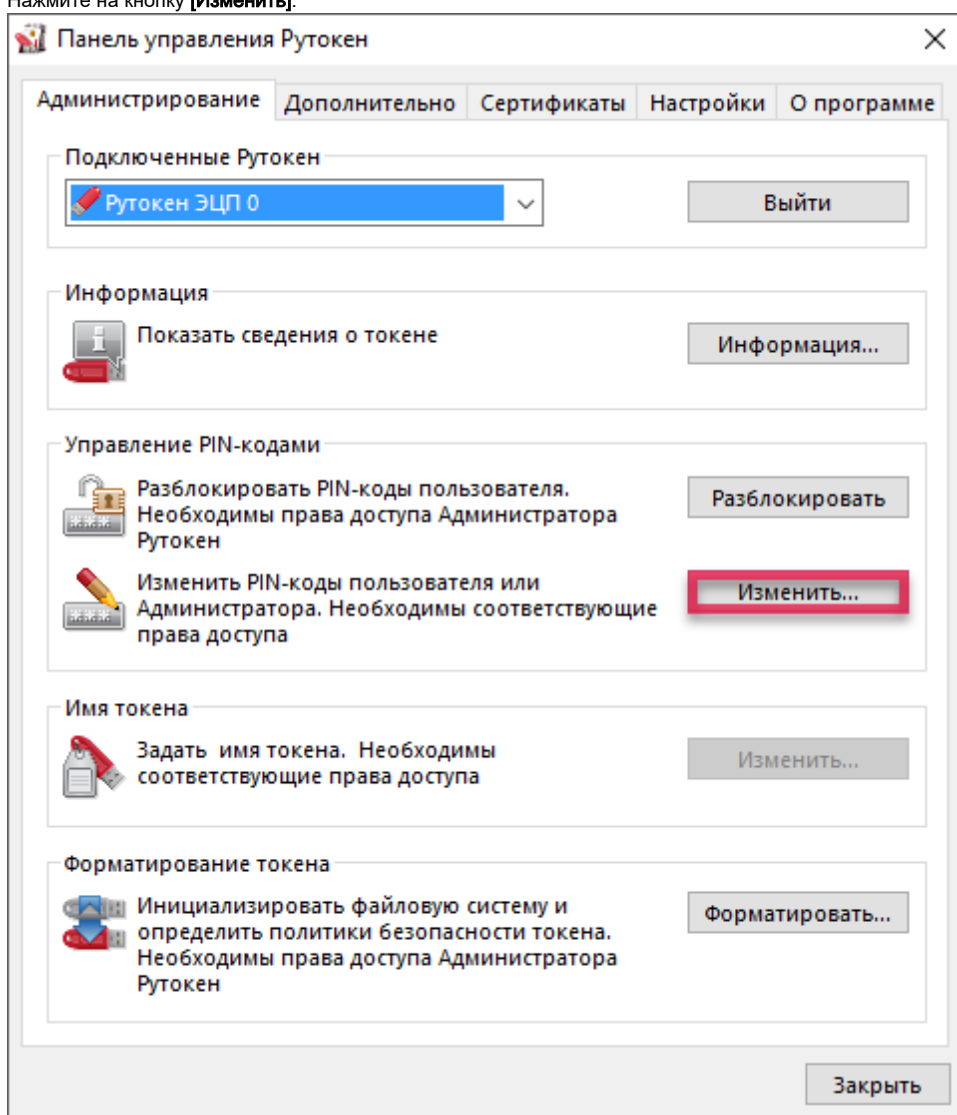 Нажмите на кнопку [Изменить].
Панель управления Рутокен
Администрирование Дополнительно Сертификаты Настройки О программе
Подключенные Рутокен
Рутокен ЭЦП 0
Выйти
Информация
Показать сведения о токене
Информация...
Управление PIN-кодами
Разблокировать PIN-коды пользователя.
Необходимы права доступа Администратора
Рутокен
Разблокировать
Изменить PIN-коды пользователя или
Администратора. Необходимы соответствующие
права доступа
Изменить...
Имя токена
Задать имя токена. Необходимы
соответствующие права доступа
Изменить...
Форматирование токена
Инициализировать файловую систему и
определить политики безопасности токена.
Необходимы права доступа Администратора
Рутокен
Форматировать...
Закрыть